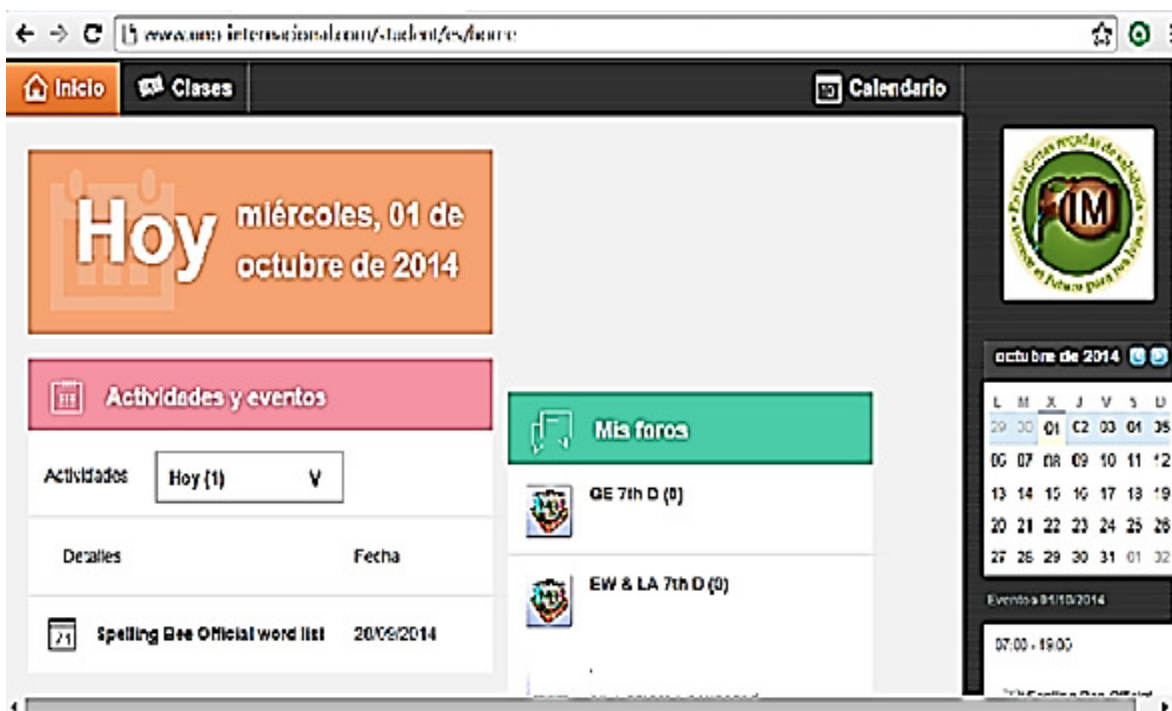 Inicio
Clases
Calendario
Hoy
miércoles, 01 de
octubre de 2014
Actividades y eventos
Actividades
Hoy (1)
V
Detalles
Fecha
Spelling Bee Official word list
20/09/2014
Mis foros
GE 7th D (0)
EW & LA 7th D (0)
IM
octubre de 2014
L M X J V S D
29 30 01 02 03 04 05
06 07 08 09 10 11 12
13 14 15 16 17 18 19
20 21 22 23 24 25 26
27 28 29 30 31 01 02
Eventos 01/10/2014
07:00 - 19:00